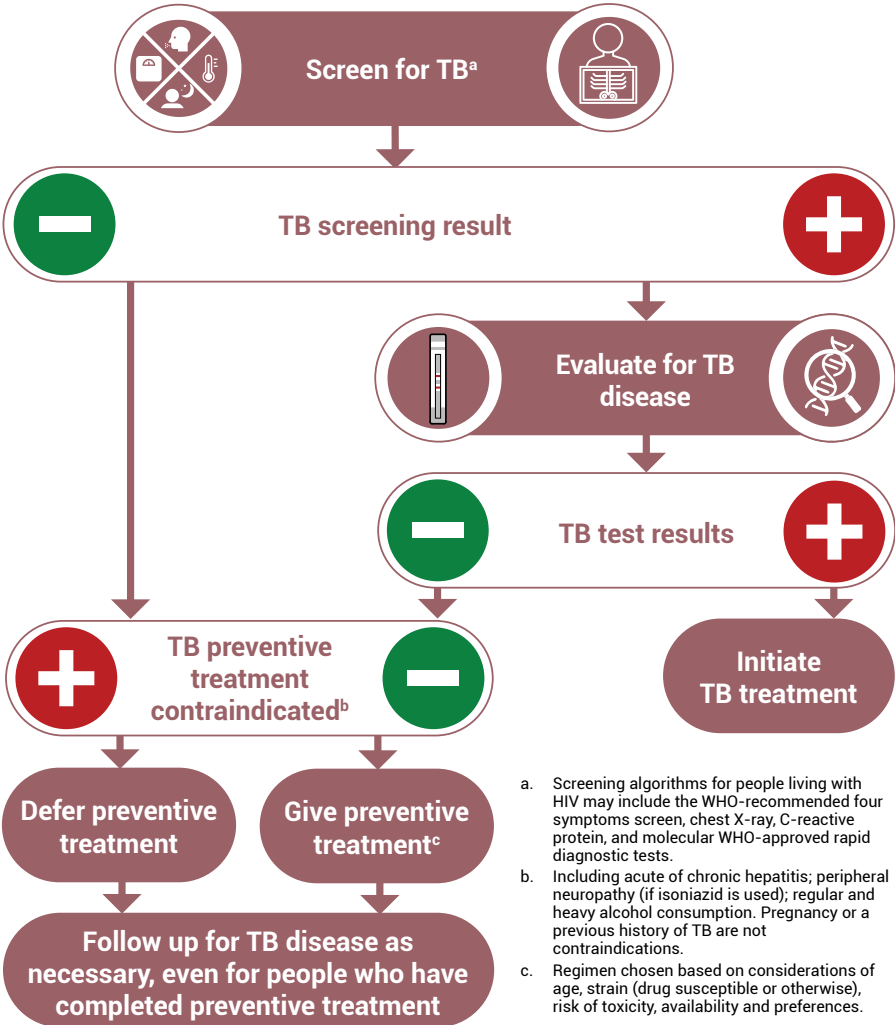 Screen for TBa
TB screening result
Evaluate for TB
disease
TB test results
TB preventive
treatment
contraindicatedb
Initiate
TB treatment
Defer preventive
treatment
Give preventive
treatmentc
Follow up for TB disease as
necessary, even for people who have
completed preventive treatment
a. Screening algorithms for people living with
HIV may include the WHO-recommended four
symptoms screen, chest X-ray, C-reactive
protein, and molecular WHO-approved rapid
diagnostic tests.
b. Including acute of chronic hepatitis; peripheral
neuropathy (if isoniazid is used); regular and
heavy alcohol consumption. Pregnancy or a
previous history of TB are not
contraindications.
c. Regimen chosen based on considerations of
age, strain (drug susceptible or otherwise),
risk of toxicity, availability and preferences.